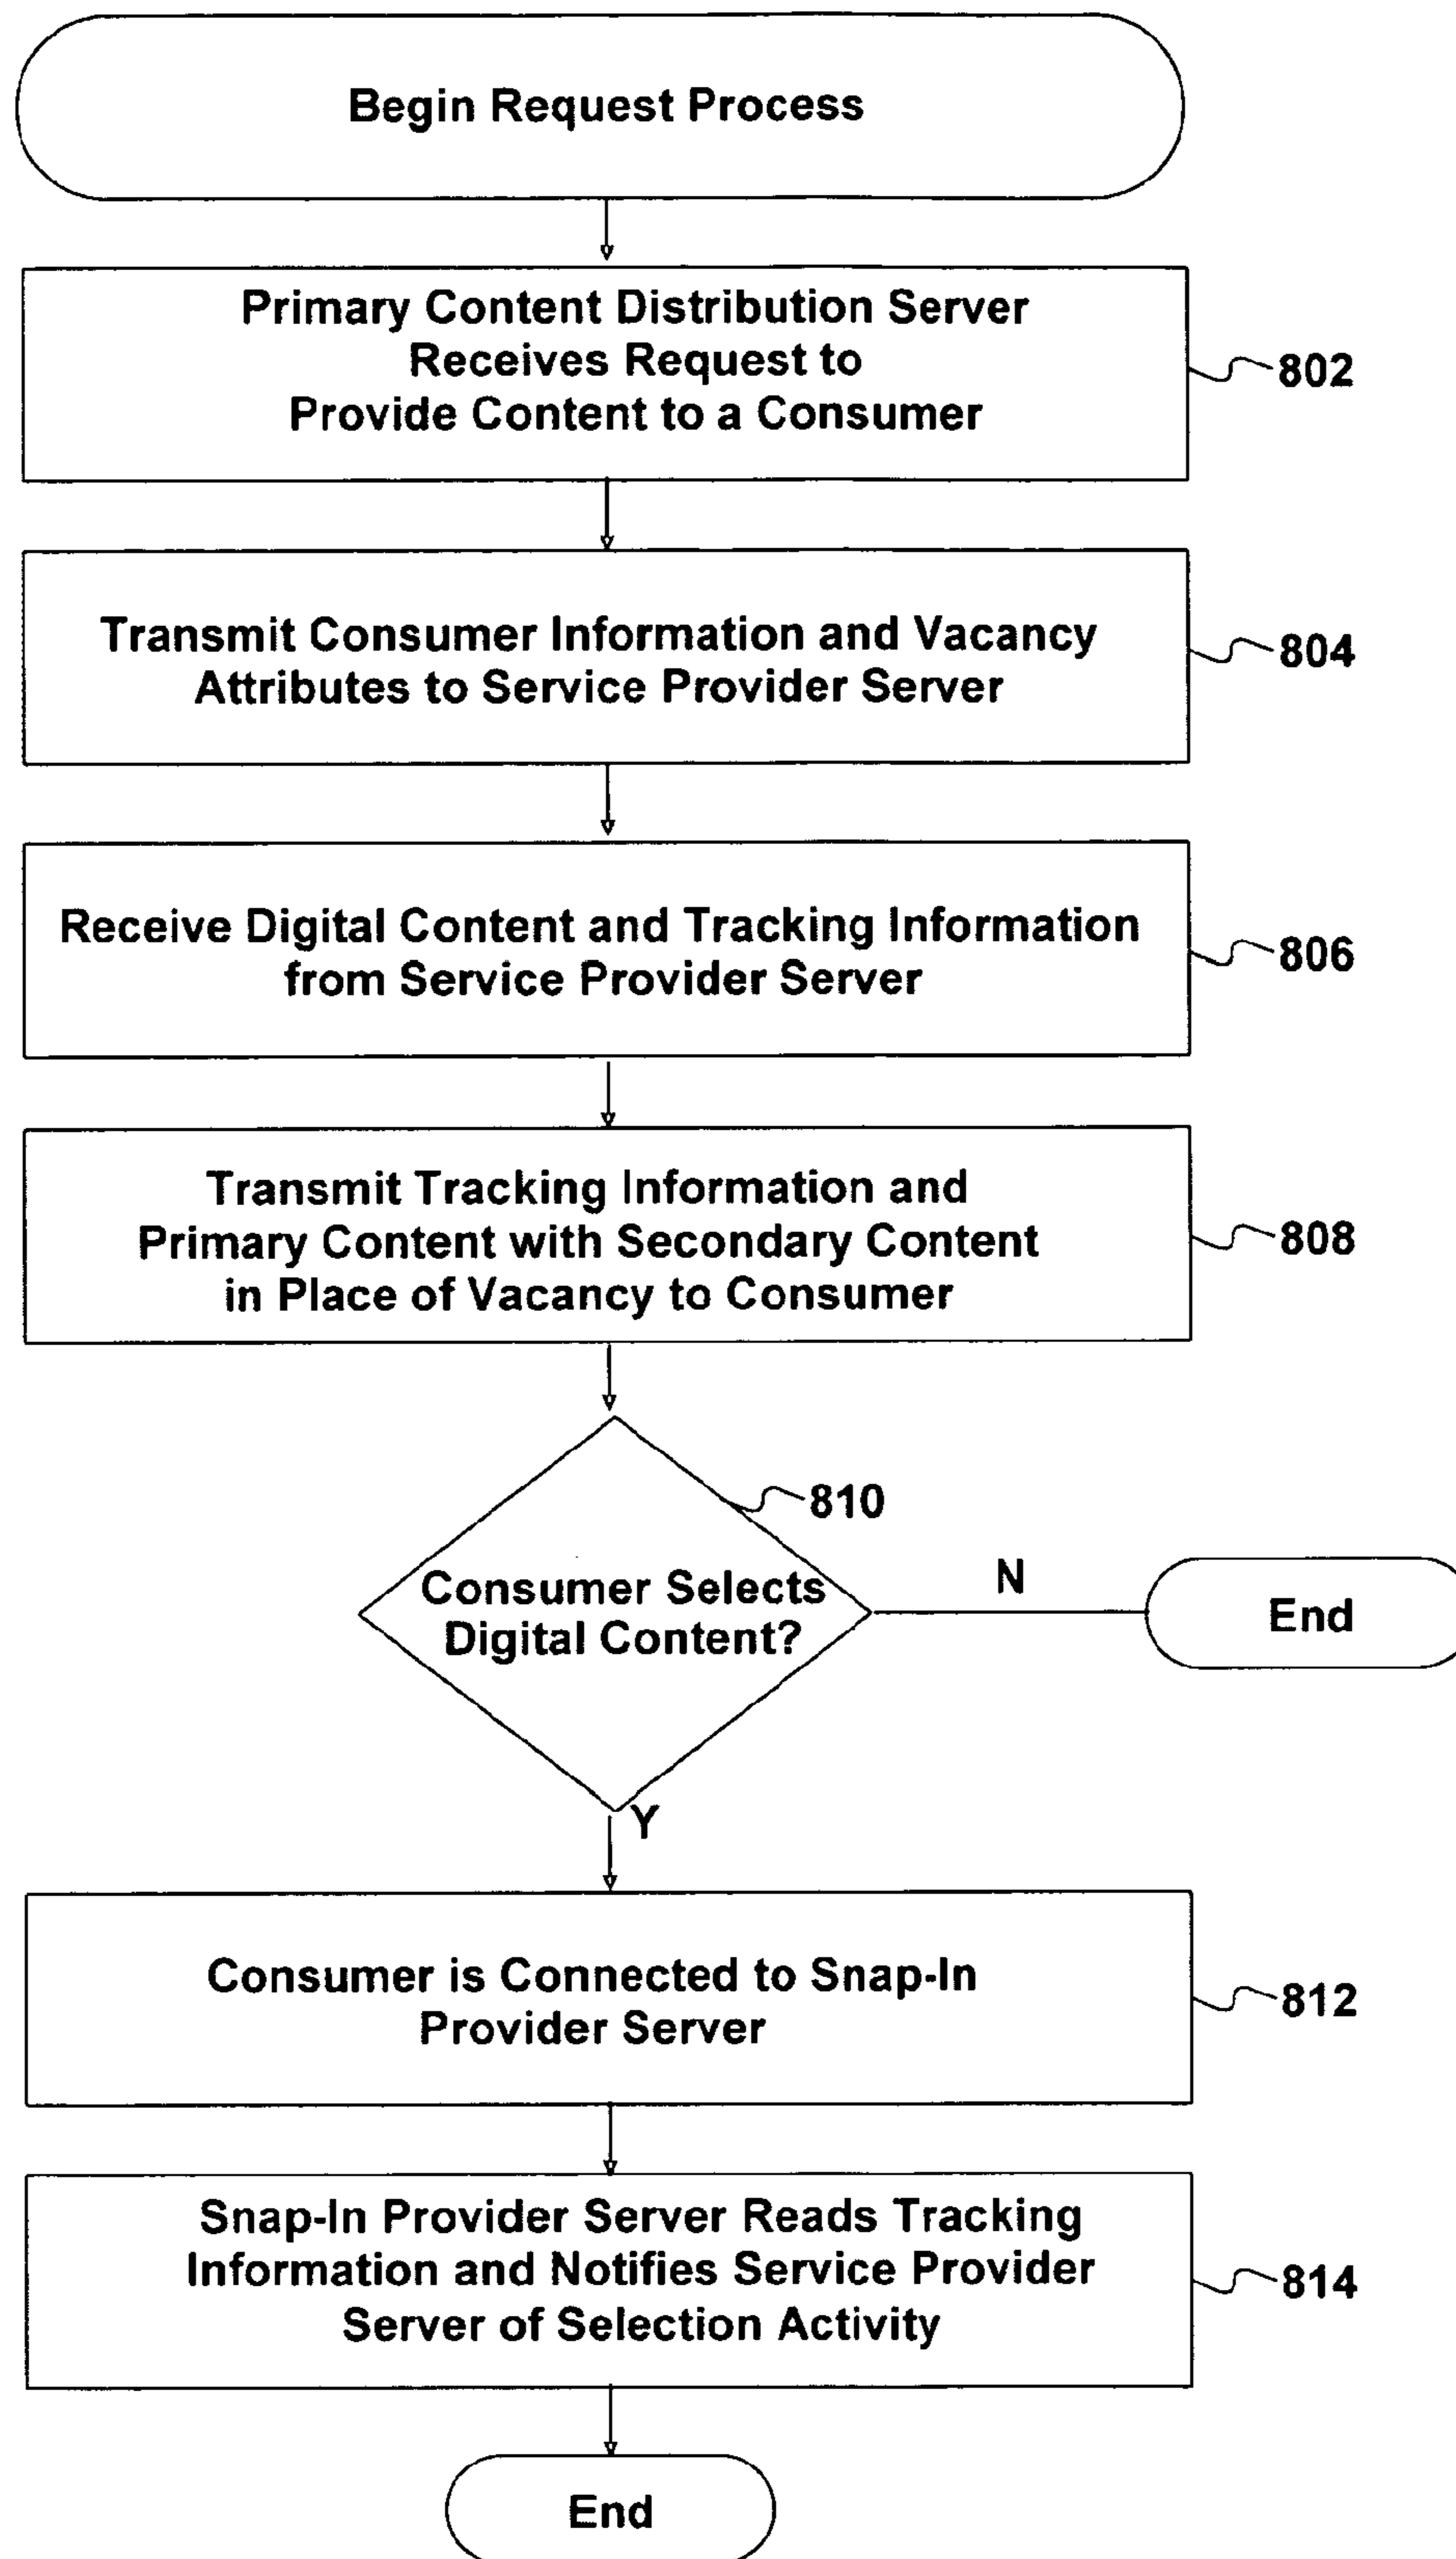 Begin Request Process
Primary Content Distribution Server
Receives Request to
Provide Content to a Consumer
802
Transmit Consumer Information and Vacancy
Attributes to Service Provider Server
804
Receive Digital Content and Tracking Information
from Service Provider Server
806
Transmit Tracking Information and
Primary Content with Secondary Content
in Place of Vacancy to Consumer
808
810
Consumer Selects
Digital Content?
N
End
Y
Consumer is Connected to Snap-In
Provider Server
812
Snap-In Provider Server Reads Tracking
Information and Notifies Service Provider
Server of Selection Activity
814
End